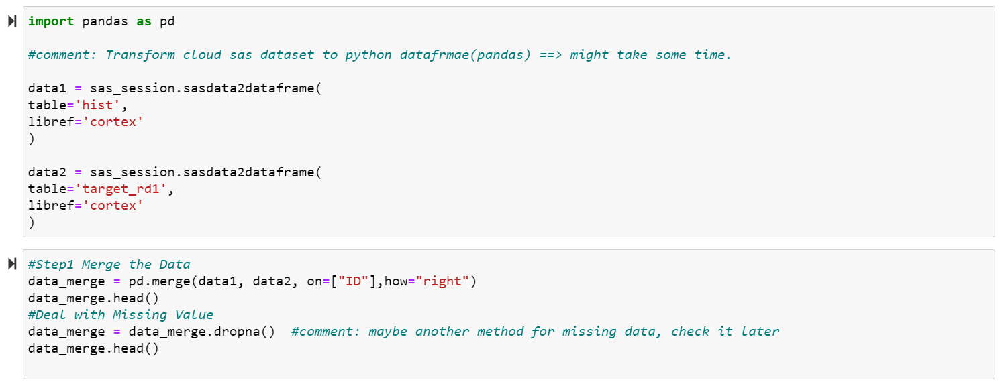 import pandas as pd
#comment: Transform cloud sas dataset to python datafrmae(pandas) ==> might take some time.
data1 = sas_session.sasdata2dataframe(
table='hist',
libref='cortex'
)
data2 = sas_session.sasdata2dataframe(
table='target_rd1',
libref='cortex'
)
#Step1 Merge the Data
data_merge = pd.merge(data1, data2, on=["ID"],how="right")
data_merge.head()
#Deal with Missing Value
data_merge = data_merge.dropna()  #comment: maybe another method for missing data, check it later
data_merge.head()